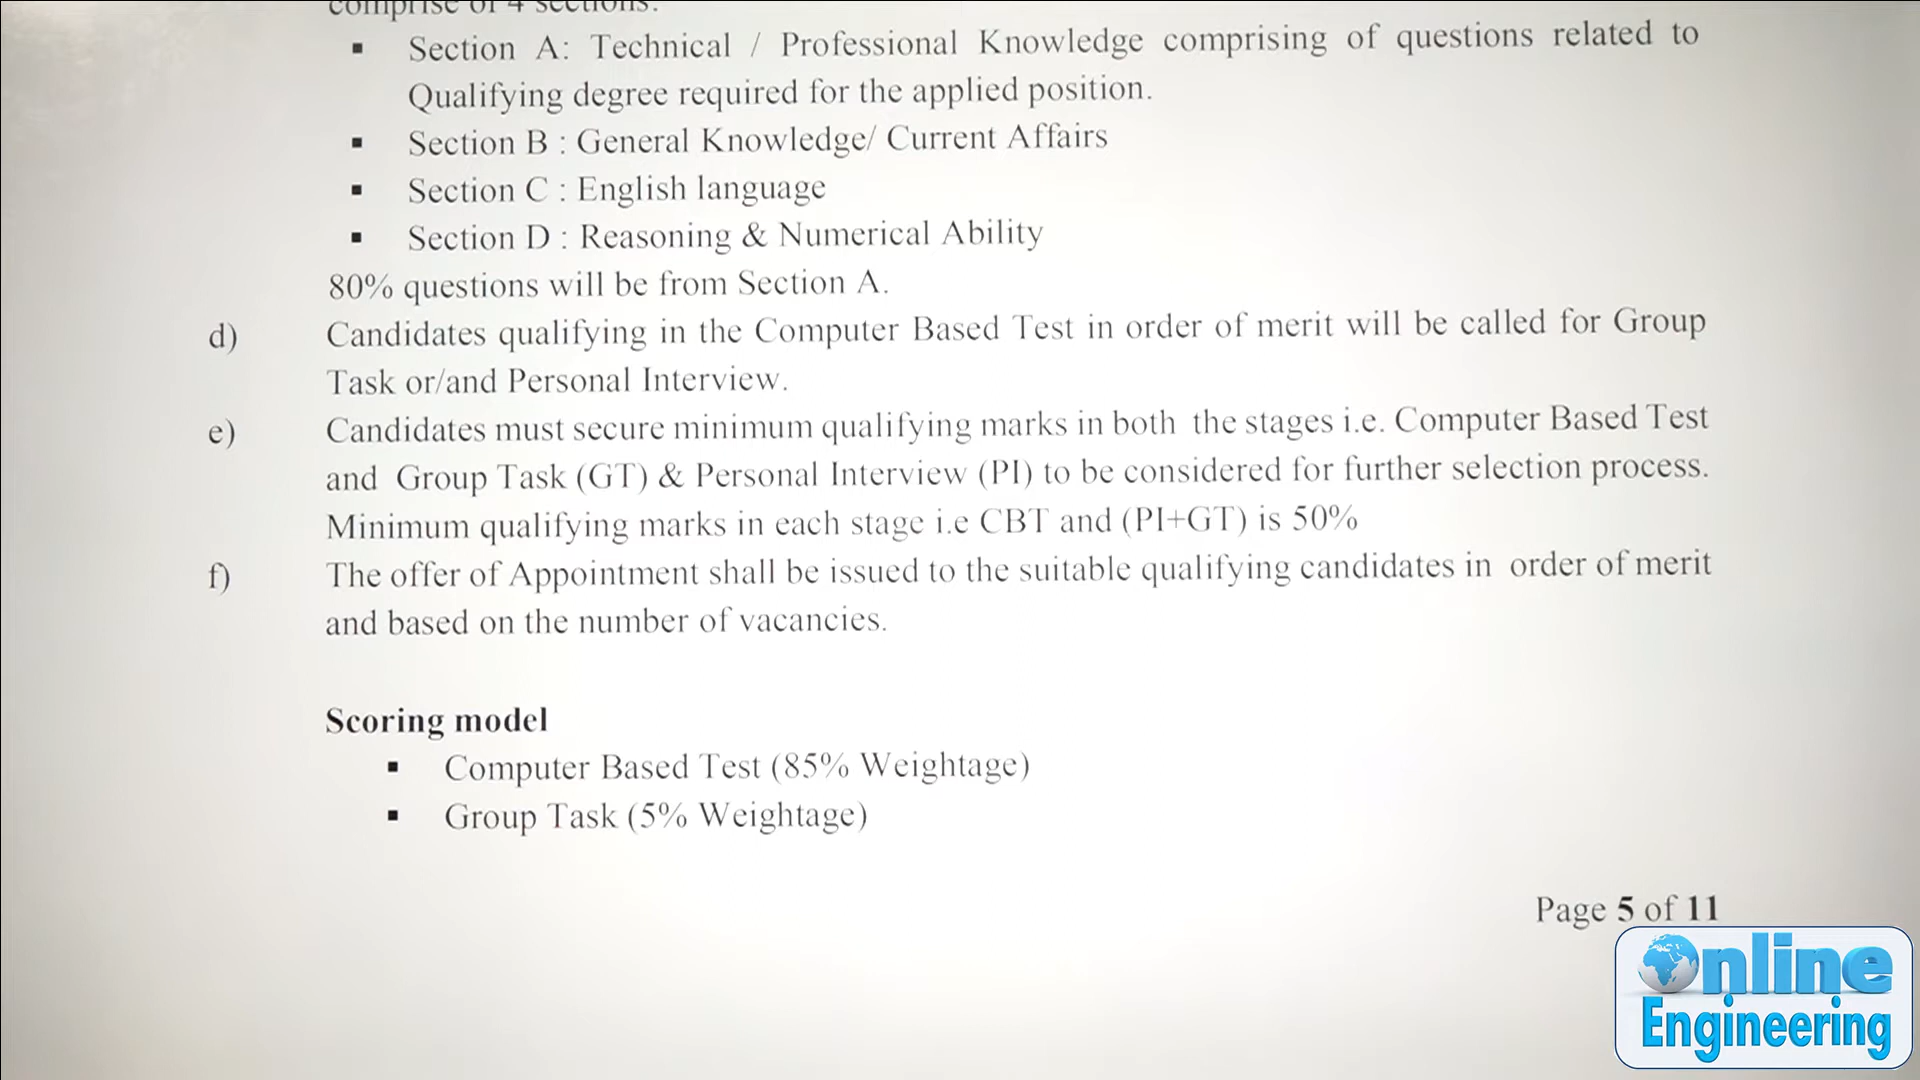 comprise of 4 sections.
▪ Section A: Technical / Professional Knowledge comprising of questions related to
Qualifying degree required for the applied position.
▪ Section B : General Knowledge/ Current Affairs
▪ Section C : English language
▪ Section D : Reasoning & Numerical Ability
80% questions will be from Section A.
d) Candidates qualifying in the Computer Based Test in order of merit will be called for Group
Task or/and Personal Interview.
e) Candidates must secure minimum qualifying marks in both the stages i.e. Computer Based Test
and Group Task (GT) & Personal Interview (PI) to be considered for further selection process.
Minimum qualifying marks in each stage i.e CBT and (PI+GT) is 50%
f) The offer of Appointment shall be issued to the suitable qualifying candidates in order of merit
and based on the number of vacancies.
Scoring model
▪ Computer Based Test (85% Weightage)
▪ Group Task (5% Weightage)
Page 5 of 11
Online
Engineering